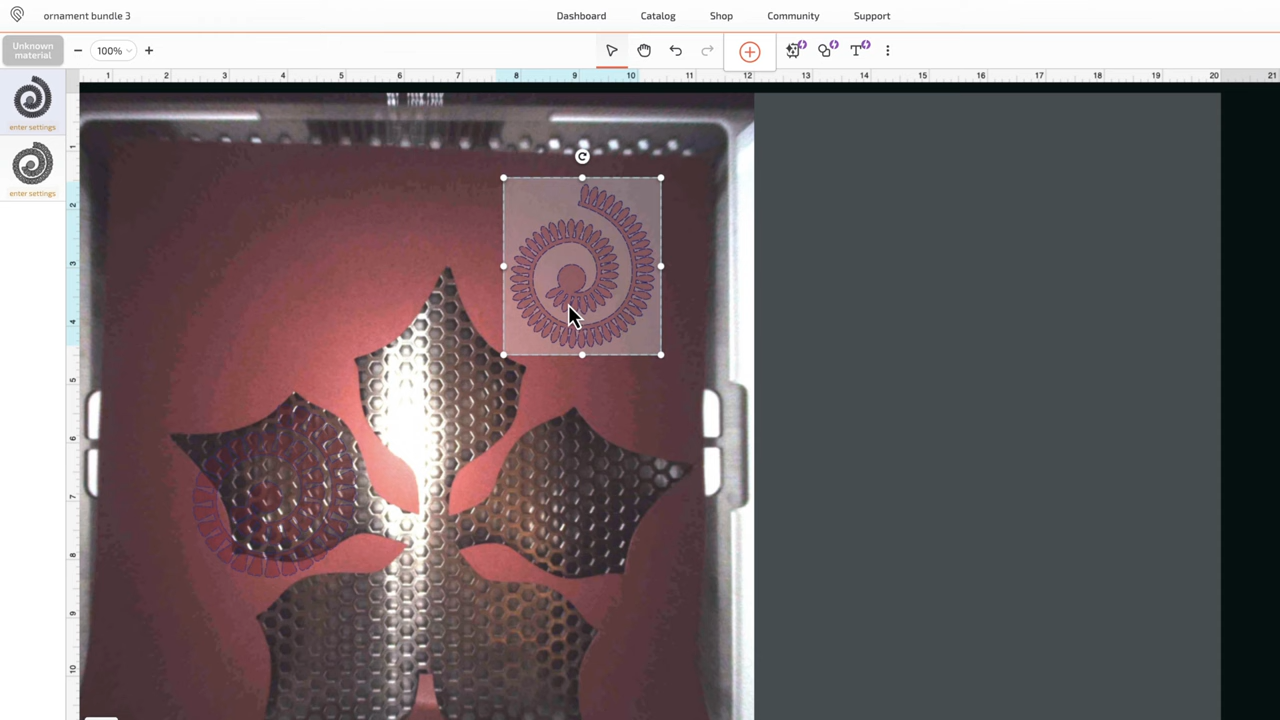 ornament bundle 3
Dashboard
Catalog
Shop
Community
Support
Unknown
material
100%
1 2 3 4 5 6 7 8 9 10 11 12 13 14 15 16 17 18 19 20 21
enter settings
enter settings
1
2
3
4
5
6
7
8
9
10